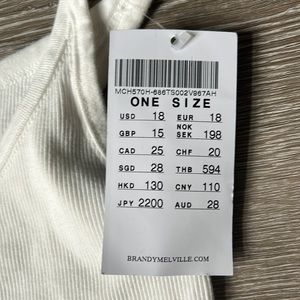 MCH570H-686TS002V967AH
ONE SIZE
USD 18 EUR 18
GBP 15 NOK SEK 198
CAD 25 CHF 20
SGD 28 THB 594
HKD 130 CNY 110
JPY 2200 AUD 28
BRANDYMELVILLE.COM